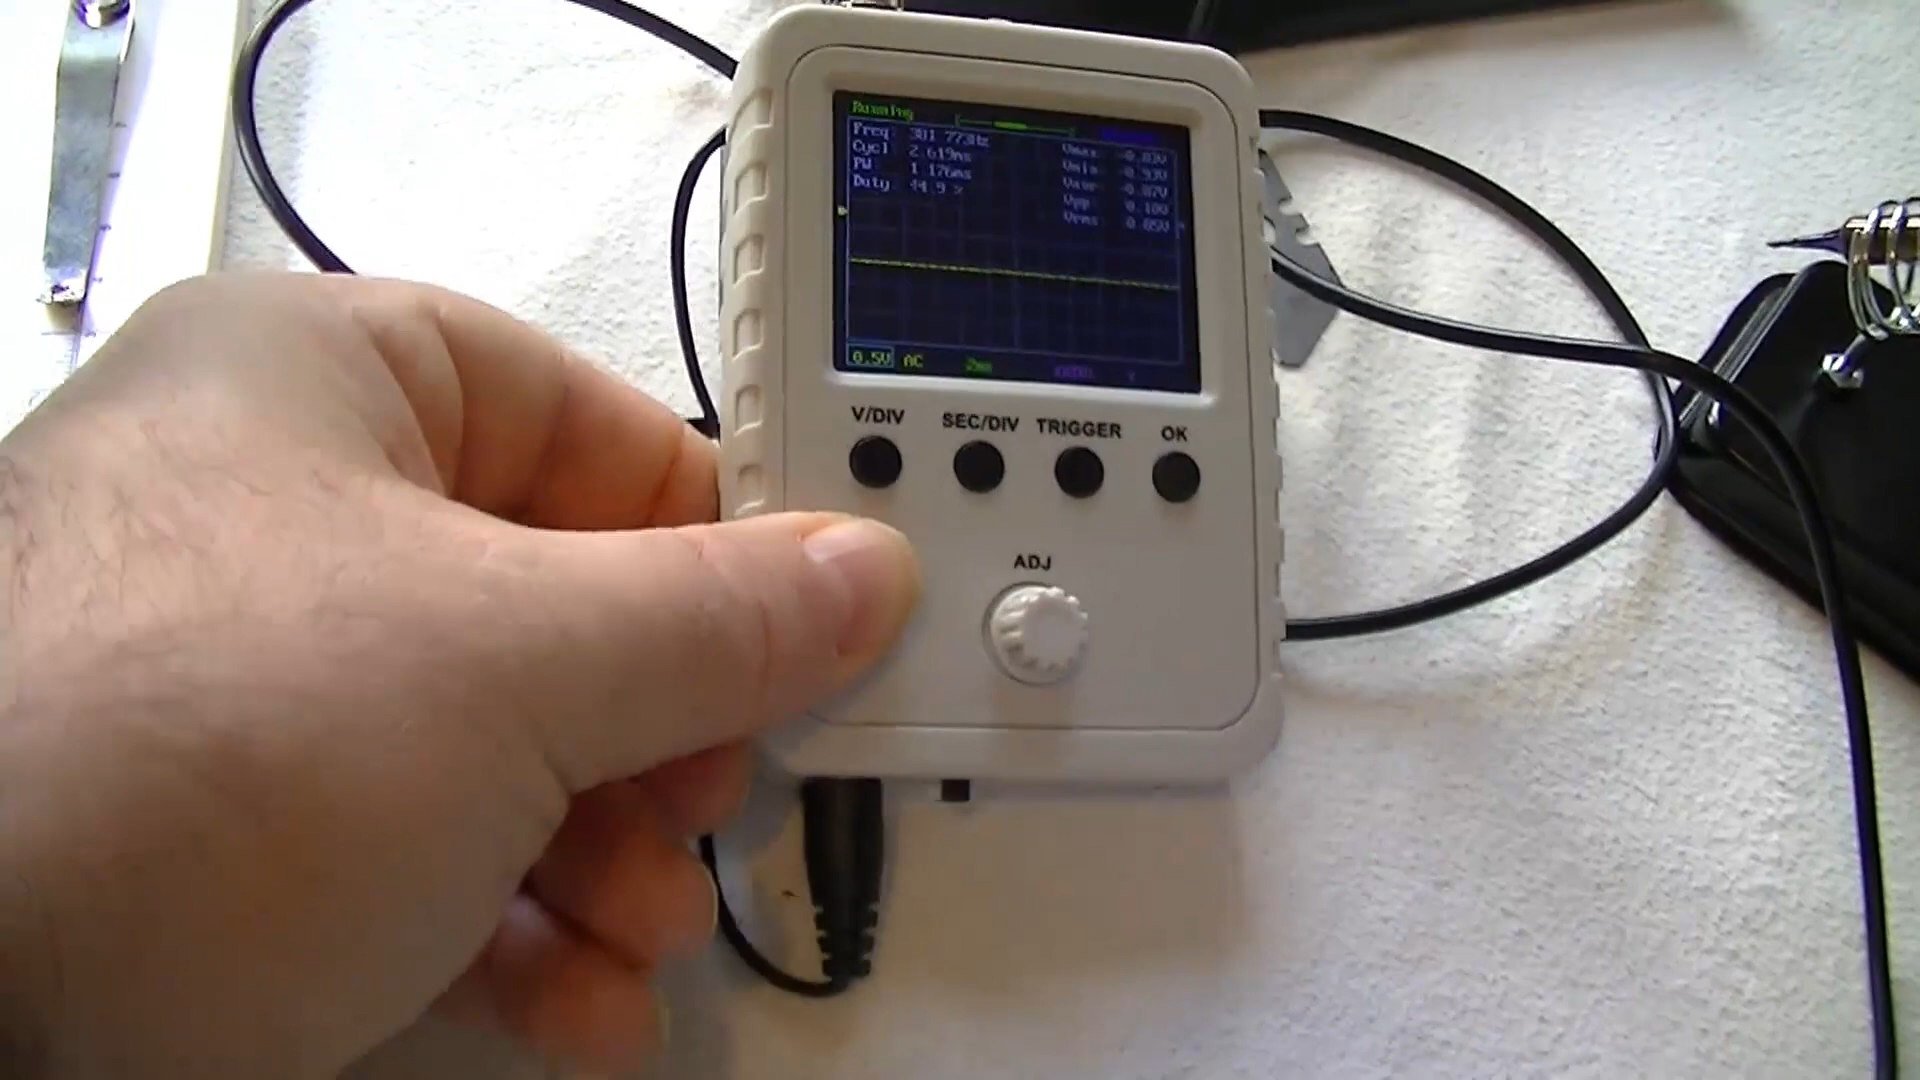 Running
Freq 381.773Hz
Cycl 2.619ms
PW 1.176ms
Duty 44.9 %
Vmax -0.83V
Vmin -0.93V
Vavr -0.87V
Vpp 0.10V
Vrms 0.85V
0.5V AC 2ms
V/DIV SEC/DIV TRIGGER OK
ADJ